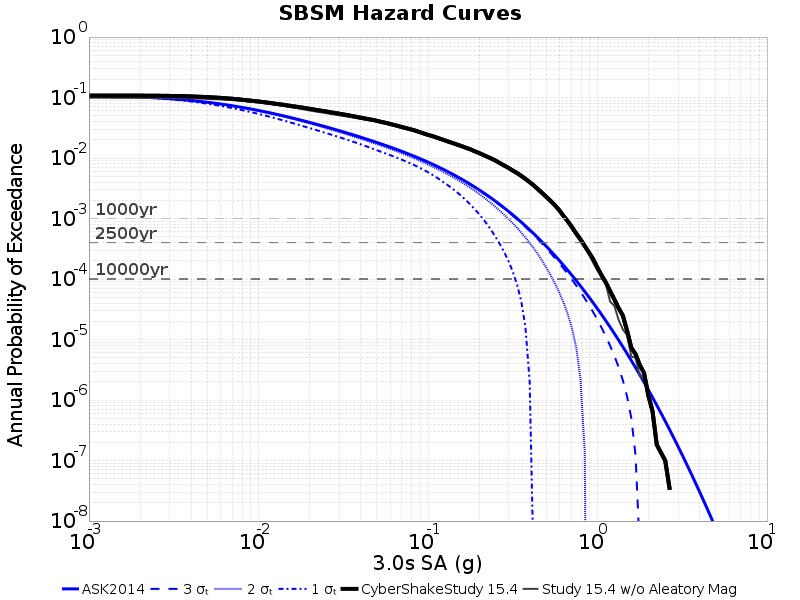 SBSM Hazard Curves
Annual Probability of Exceedance
10^0
10^-1
10^-2
10^-3
10^-4
10^-5
10^-6
10^-7
10^-8
1000yr
2500yr
10000yr
10^-3 10^-2 10^-1 10^0 10^1
3.0s SA (g)
ASK2014 3 σₜ 2 σₜ 1 σₜ CyberShakeStudy 15.4 Study 15.4 w/o Aleatory Mag